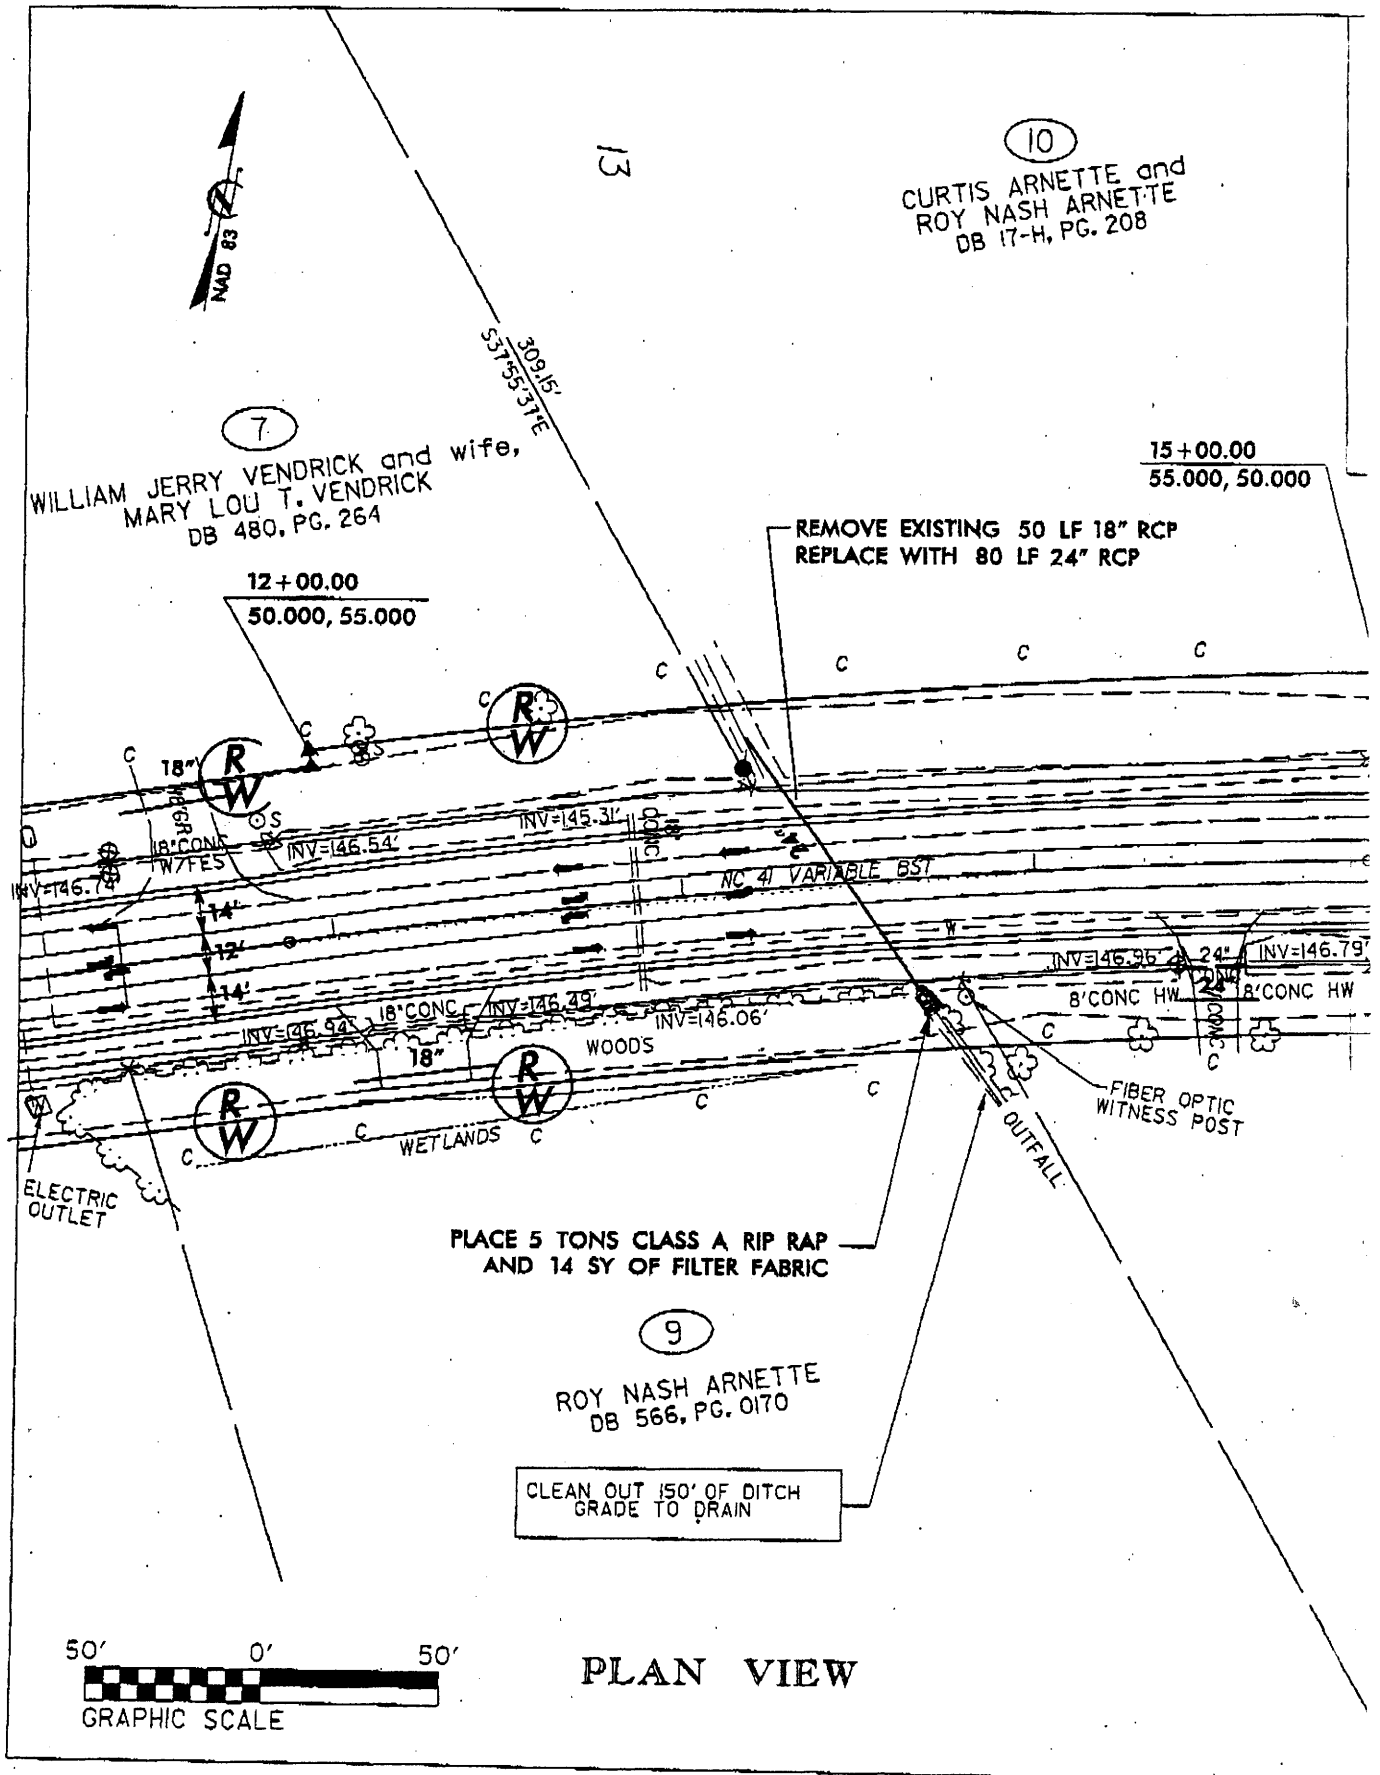 13
10
CURTIS ARNETTE and
ROY NASH ARNETTE
DB 17-H, PG. 208
NAD 83
309.15'
S37°55'37"E
7
WILLIAM JERRY VENDRICK and wife,
MARY LOU T. VENDRICK
DB 480, PG. 264
15+00.00
55.000, 50.000
REMOVE EXISTING 50 LF 18" RCP
REPLACE WITH 80 LF 24" RCP
12+00.00
50.000, 55.000
C
C
C
C
C
C
C
R
W
R
W
18"
S
S
18"CONC
W/FES
INV=146.54'
INV=145.31'
18"
CONC
24"
INV=146.74'
NC 41 VARIABLE BST
14'
12'
14'
W
INV=146.96'
24"
INV=146.79'
24"
8'CONC HW
8'CONC HW
CONC
INV=146.94'
18"CONC
INV=146.49'
INV=146.06'
18"
WOODS
R
W
R
W
C
C
C
C
C
C
C
WETLANDS
FIBER OPTIC
WITNESS POST
OUTFALL
ELECTRIC
OUTLET
PLACE 5 TONS CLASS A RIP RAP
AND 14 SY OF FILTER FABRIC
9
ROY NASH ARNETTE
DB 566, PG. 0170
CLEAN OUT 150' OF DITCH
GRADE TO DRAIN
50'
0'
50'
GRAPHIC SCALE
PLAN VIEW